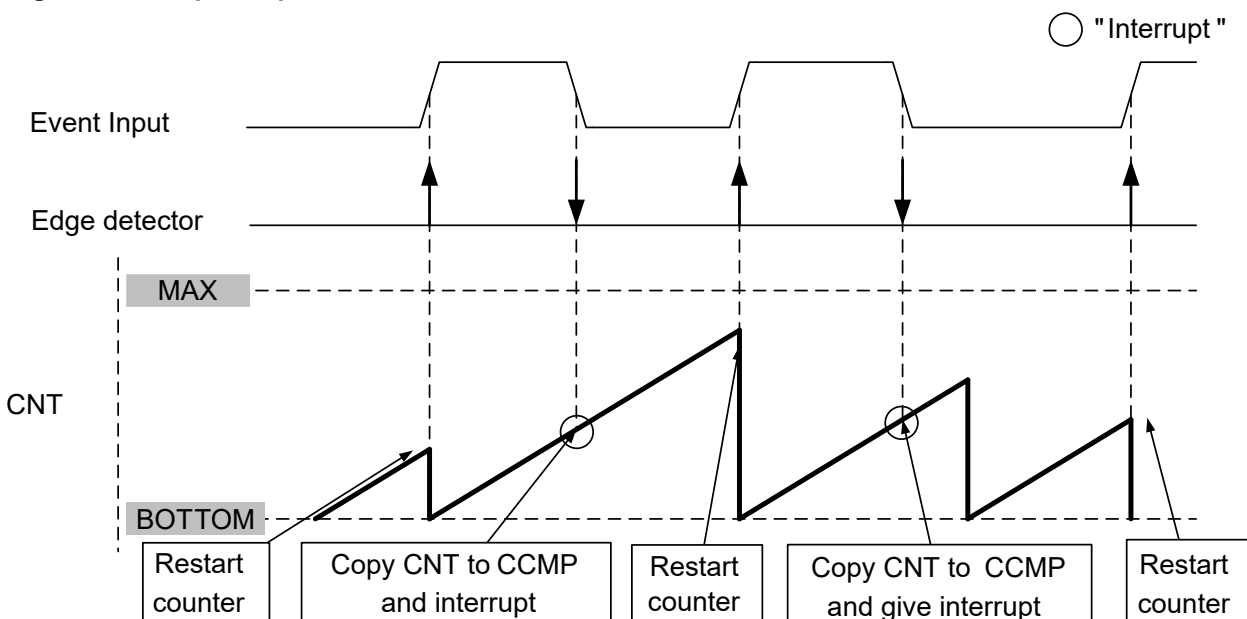 "Interrupt"
Event Input
Edge detector
MAX
CNT
BOTTOM
Restart
counter
Copy CNT to CCMP
and interrupt
Restart
counter
Copy CNT to CCMP
and give interrupt
Restart
counter